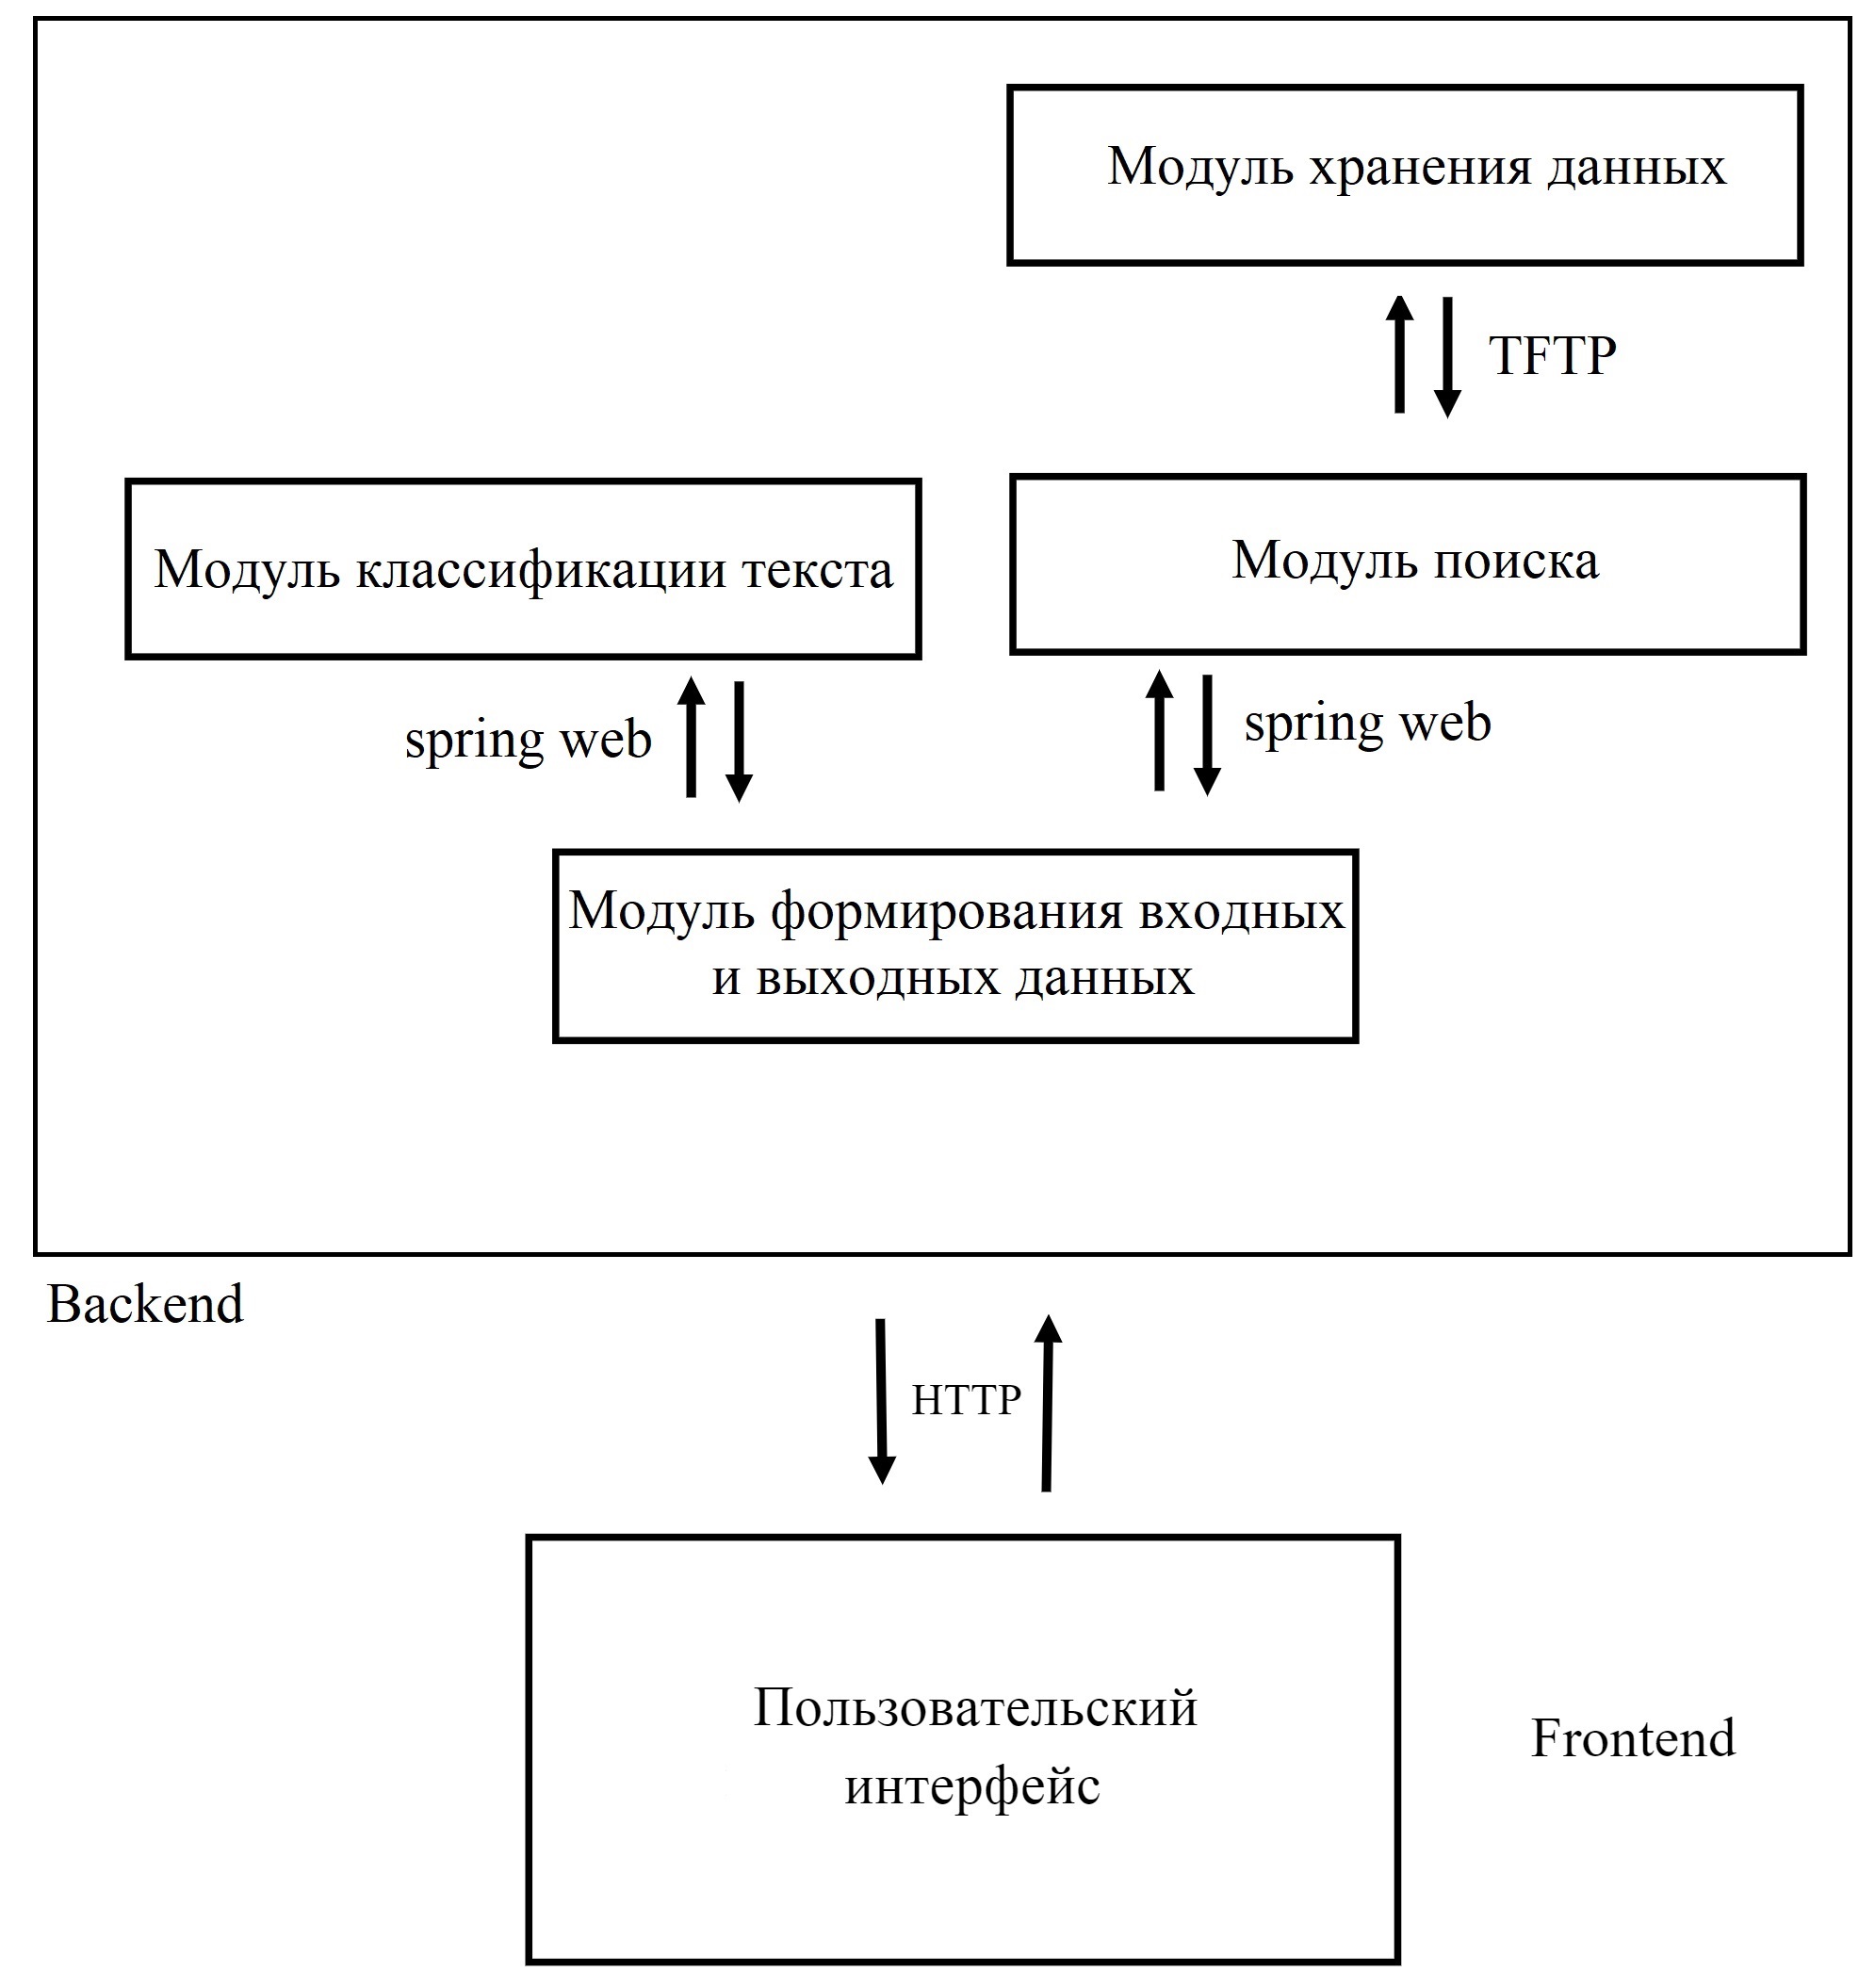 Модуль хранения данных
TFTP
Модуль классификации текста
Модуль поиска
spring web
spring web
Модуль формирования входных
и выходных данных
Backend
HTTP
Пользовательский
интерфейс
Frontend